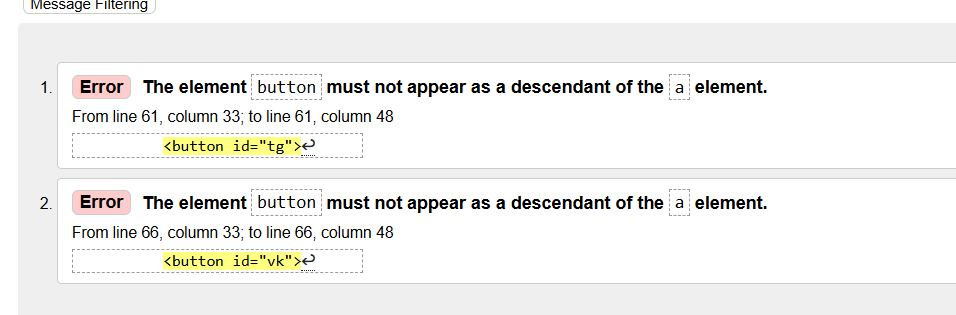 Message Filtering
1. Error The element button must not appear as a descendant of the a element.
From line 61, column 33; to line 61, column 48
<button id="tg">↩
2. Error The element button must not appear as a descendant of the a element.
From line 66, column 33; to line 66, column 48
<button id="vk">↩